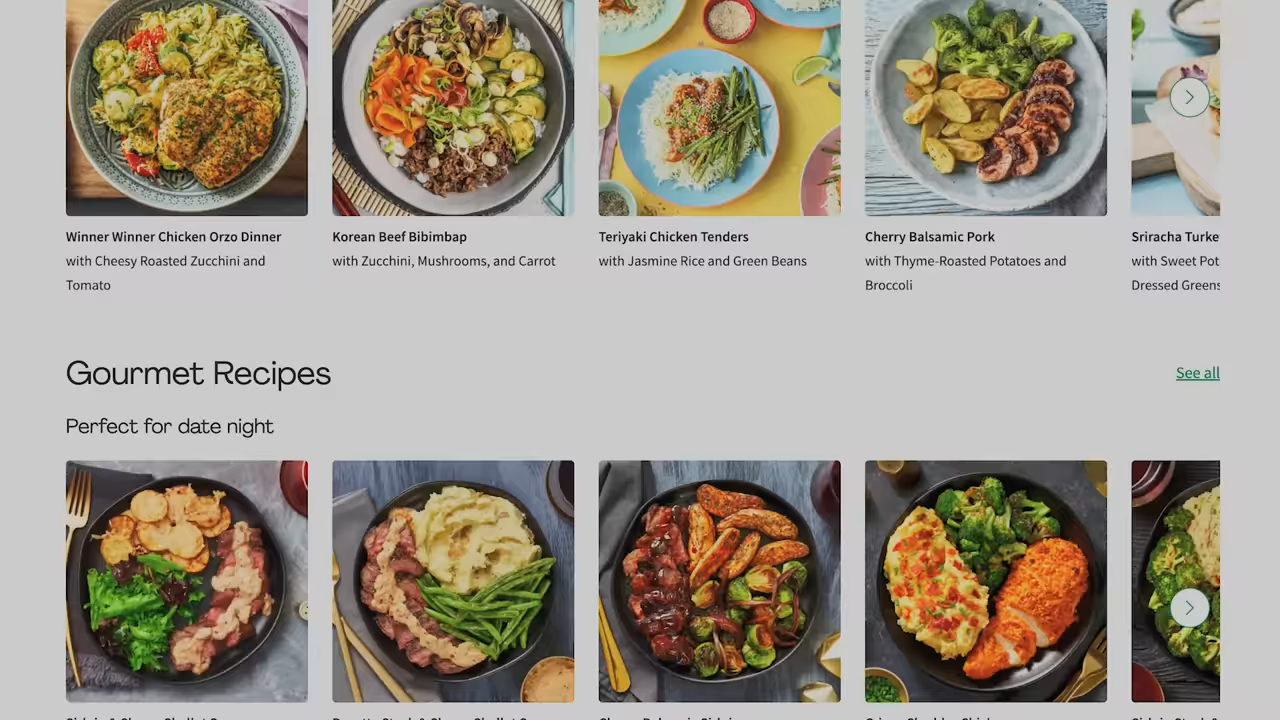 Winner Winner Chicken Orzo Dinner
with Cheesy Roasted Zucchini and
Tomato
Korean Beef Bibimbap
with Zucchini, Mushrooms, and Carrot
Teriyaki Chicken Tenders
with Jasmine Rice and Green Beans
Cherry Balsamic Pork
with Thyme-Roasted Potatoes and
Broccoli
Sriracha Turke
with Sweet Pot
Dressed Greens
Gourmet Recipes
See all
Perfect for date night